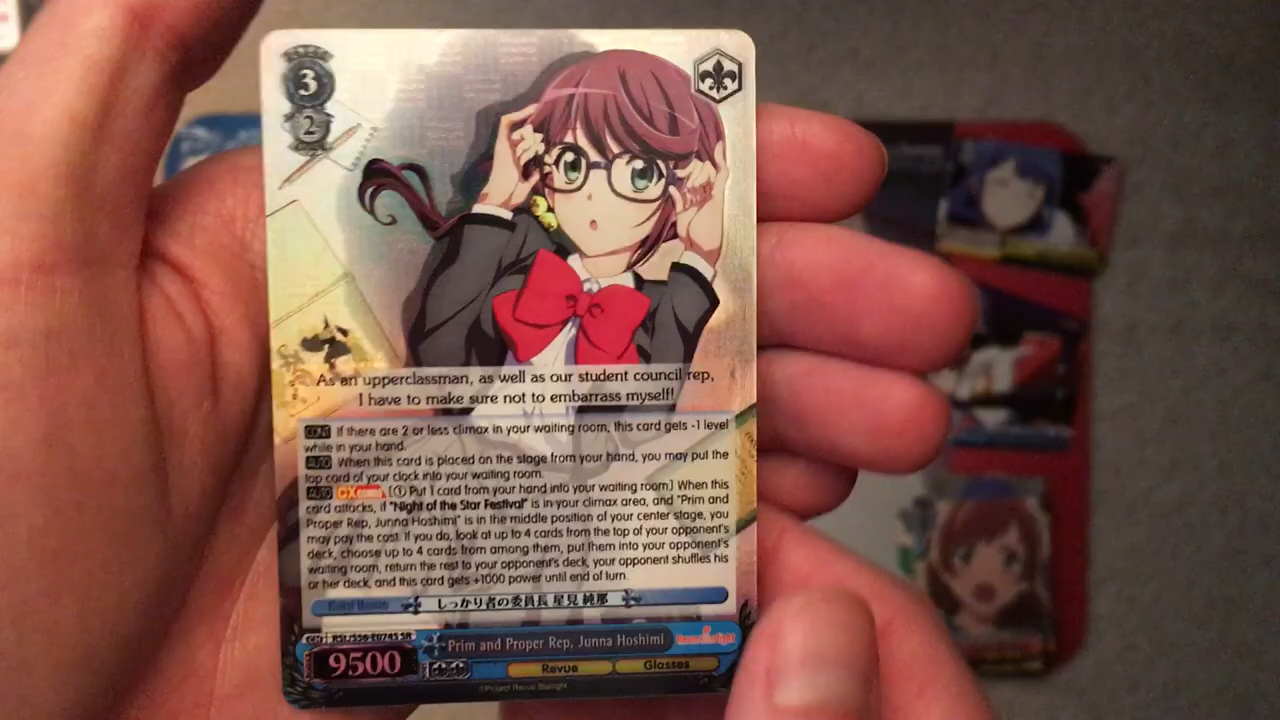 3
2
As an upperclassman, as well as our student council rep,
I have to make sure not to embarrass myself!
CONT If there are 2 or less climax in your waiting room, this card gets -1 level
while in your hand.
AUTO When this card is placed on the stage from your hand, you may put the
top card of your clock into your waiting room.
AUTO CX [① Put 1 card from your hand into your waiting room] When this
card attacks, if "Night of the Star Festival" is in your climax area, and "Prim and
Proper Rep, Junna Hoshimi" is in the middle position of your center stage, you
may pay the cost. If you do, look at up to 4 cards from the top of your opponent's
deck, choose up to 4 cards from among them, put them into your opponent's
waiting room, return the rest to your opponent's deck, your opponent shuffles his
or her deck, and this card gets +1000 power until end of turn.
しっかり者の委員長 星見 純那
CH RSL/S56-E074S SR
Prim and Proper Rep, Junna Hoshimi
9500
Revue
Glasses
©Project Revue Starlight